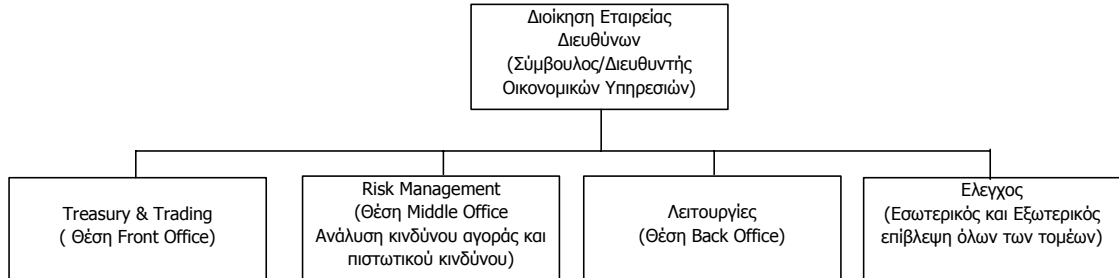 Διοίκηση Εταιρείας
Διευθύνων
(Σύμβουλος/Διευθυντής
Οικονομικών Υπηρεσιών)
Treasury & Trading
( Θέση Front Office)
Risk Management
(Θέση Middle Office
Ανάλυση κινδύνου αγοράς και
πιστωτικού κινδύνου)
Λειτουργίες
(Θέση Back Office)
Ελεγχος
(Εσωτερικός και Εξωτερικός
επίβλεψη όλων των τομέων)